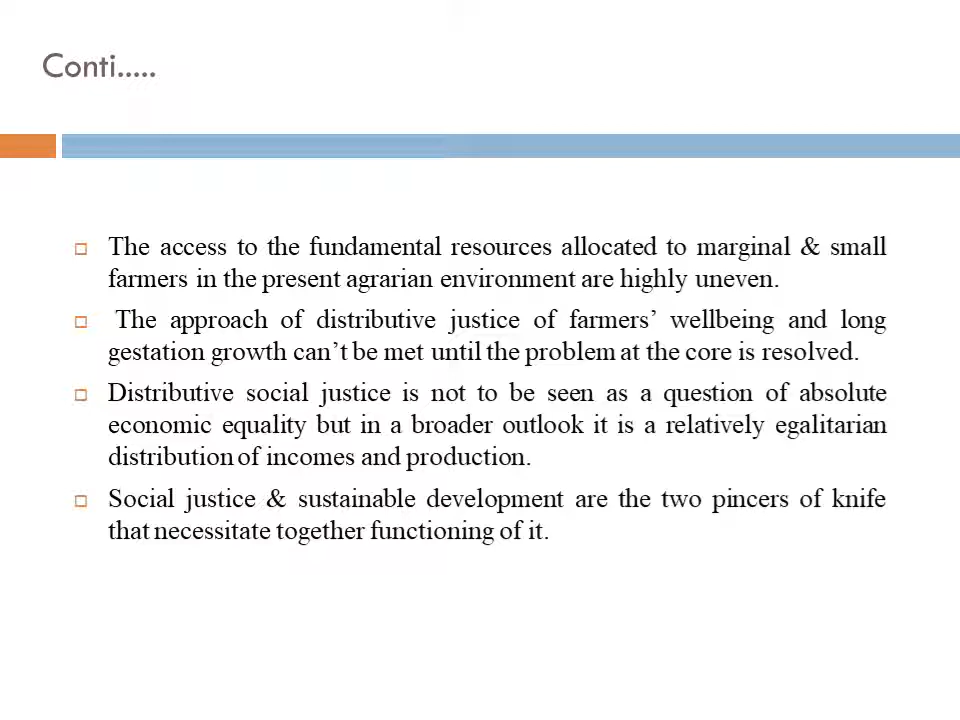 Conti.....
The access to the fundamental resources allocated to marginal & small
farmers in the present agrarian environment are highly uneven.
The approach of distributive justice of farmers’ wellbeing and long
gestation growth can’t be met until the problem at the core is resolved.
Distributive social justice is not to be seen as a question of absolute
economic equality but in a broader outlook it is a relatively egalitarian
distribution of incomes and production.
Social justice & sustainable development are the two pincers of knife
that necessitate together functioning of it.